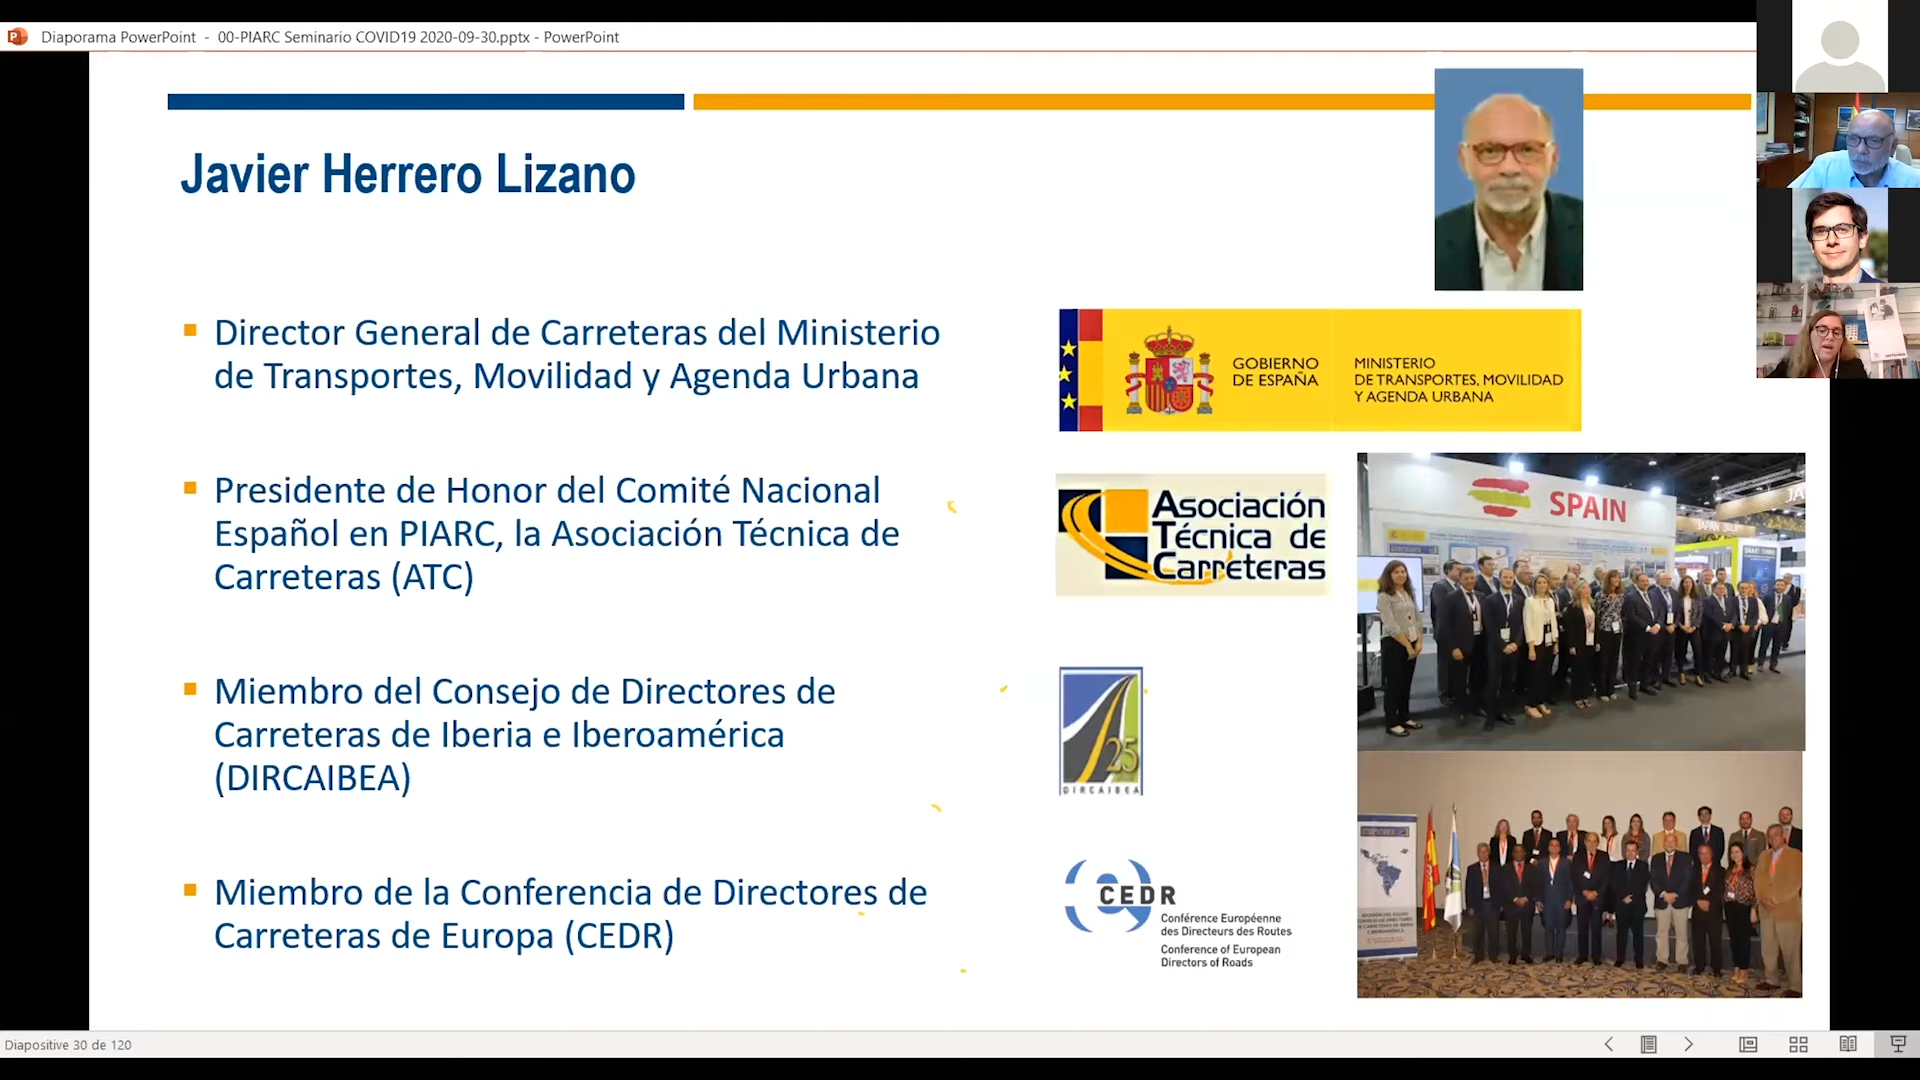 Diaporama PowerPoint - 00-PIARC Seminario COVID19 2020-09-30.pptx - PowerPoint
Javier Herrero Lizano
Director General de Carreteras del Ministerio
de Transportes, Movilidad y Agenda Urbana
GOBIERNO
DE ESPAÑA
MINISTERIO
DE TRANSPORTES, MOVILIDAD
Y AGENDA URBANA
Presidente de Honor del Comité Nacional
Español en PIARC, la Asociación Técnica de
Carreteras (ATC)
Asociación
Técnica de
Carreteras
SPAIN
Miembro del Consejo de Directores de
Carreteras de Iberia e Iberoamérica
(DIRCAIBEA)
25
DIRCAIBEA
Miembro de la Conferencia de Directores de
Carreteras de Europa (CEDR)
CEDR
Conférence Européenne
des Directeurs des Routes
Conference of European
Directors of Roads
Diapositive 30 de 120